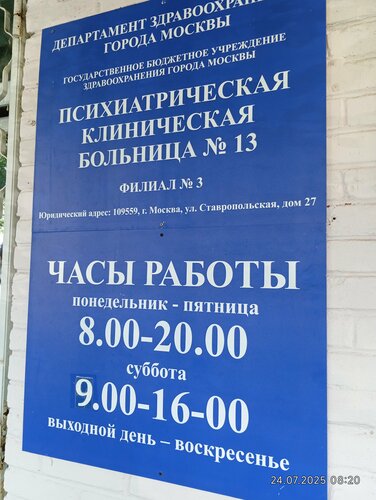 ДЕПАРТАМЕНТ ЗДРАВООХРАНЕ
ГОРОДА МОСКВЫ
ГОСУДАРСТВЕННОЕ БЮДЖЕТНОЕ УЧРЕЖДЕНИЕ
ЗДРАВООХРАНЕНИЯ ГОРОДА МОСКВЫ
ПСИХИАТРИЧЕСКАЯ
КЛИНИЧЕСКАЯ
БОЛЬНИЦА № 13
ФИЛИАЛ № 3
Юридический адрес: 109559, г. Москва, ул. Ставропольская, дом 27
ЧАСЫ РАБОТЫ
понедельник - пятница
8.00-20.00
суббота
9.00-16-00
выходной день – воскресенье
24.07.2025 08:20